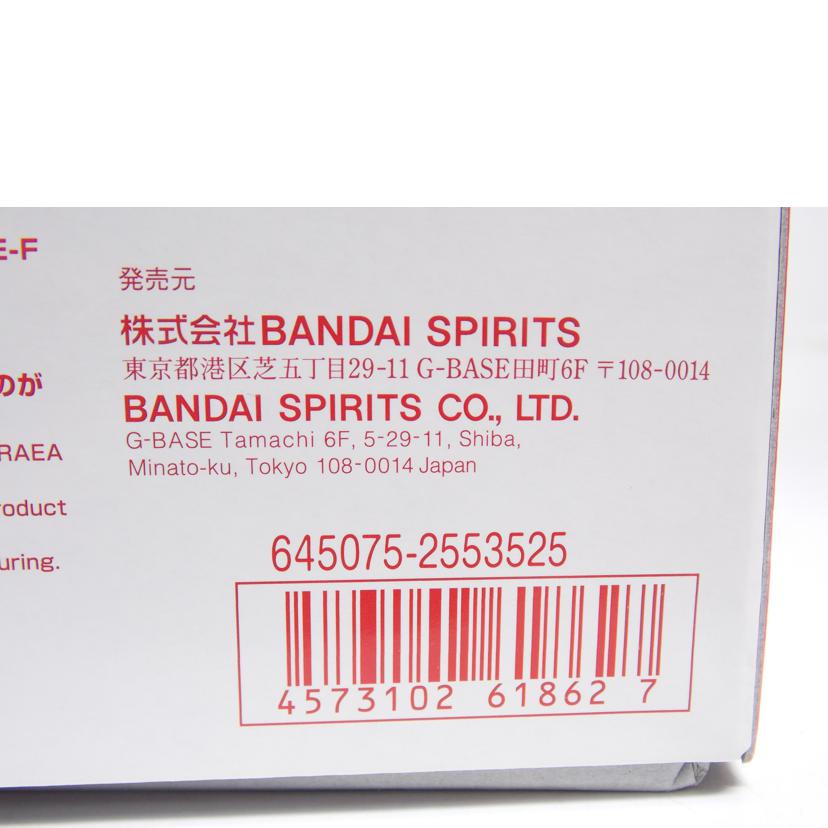 E-F
発売元
株式会社BANDAI SPIRITS
東京都港区芝五丁目29-11 G-BASE田町6F 〒108-0014
のが
BANDAI SPIRITS CO., LTD.
G-BASE Tamachi 6F, 5-29-11, Shiba,
RAEA
Minato-ku, Tokyo 108-0014 Japan
roduct
uring.
645075-2553525
4573102 61862 7